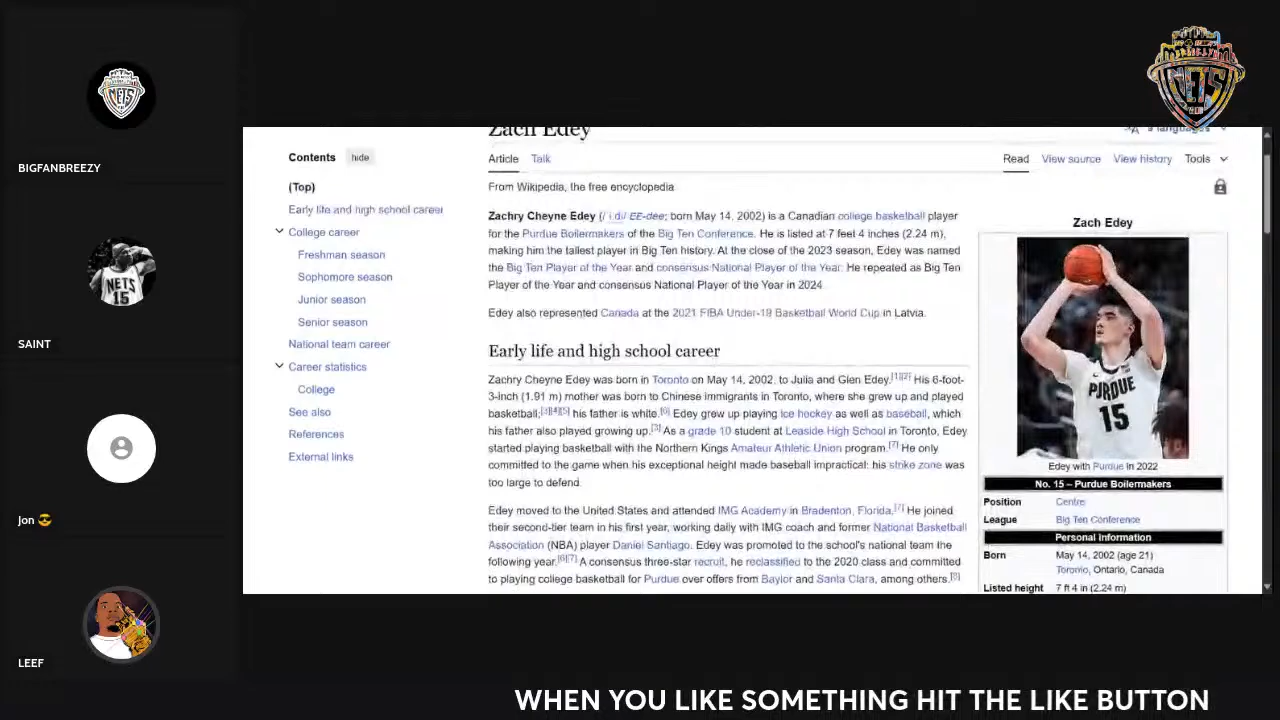 BIGFANBREEZY
SAINT
NETS
15
Jon 😎
LEEF
Zach Edey
Contents hide
(Top)
Early life and high school career
College career
Freshman season
Sophomore season
Junior season
Senior season
National team career
Career statistics
College
See also
References
External links
Article Talk
Read View source View history Tools
From Wikipedia, the free encyclopedia
Zachry Cheyne Edey (/ˈiːdi/ EE-dee; born May 14, 2002) is a Canadian college basketball player
for the Purdue Boilermakers of the Big Ten Conference. He is listed at 7 feet 4 inches (2.24 m),
making him the tallest player in Big Ten history. At the close of the 2023 season, Edey was named
the Big Ten Player of the Year and consensus National Player of the Year. He repeated as Big Ten
Player of the Year and consensus National Player of the Year in 2024.
Edey also represented Canada at the 2021 FIBA Under-19 Basketball World Cup in Latvia.
Early life and high school career
Zachry Cheyne Edey was born in Toronto on May 14, 2002, to Julia and Glen Edey.[1][2] His 6-foot-
3-inch (1.91 m) mother was born to Chinese immigrants in Toronto, where she grew up and played
basketball;[3][4][5] his father is white.[6] Edey grew up playing ice hockey as well as baseball, which
his father also played growing up.[3] As a grade 10 student at Leaside High School in Toronto, Edey
started playing basketball with the Northern Kings Amateur Athletic Union program.[7] He only
committed to the game when his exceptional height made baseball impractical: his strike zone was
too large to defend.
Edey moved to the United States and attended IMG Academy in Bradenton, Florida.[7] He joined
their second-tier team in his first year, working daily with IMG coach and former National Basketball
Association (NBA) player Daniel Santiago. Edey was promoted to the school's national team the
following year.[6][7] A consensus three-star recruit, he reclassified to the 2020 class and committed
to playing college basketball for Purdue over offers from Baylor and Santa Clara, among others.[8]
9 languages
Zach Edey
PURDUE
15
Edey with Purdue in 2022
No. 15 – Purdue Boilermakers
Position Centre
League Big Ten Conference
Personal information
Born May 14, 2002 (age 21)
Toronto, Ontario, Canada
Listed height 7 ft 4 in (2.24 m)
WHEN YOU LIKE SOMETHING HIT THE LIKE BUTTON